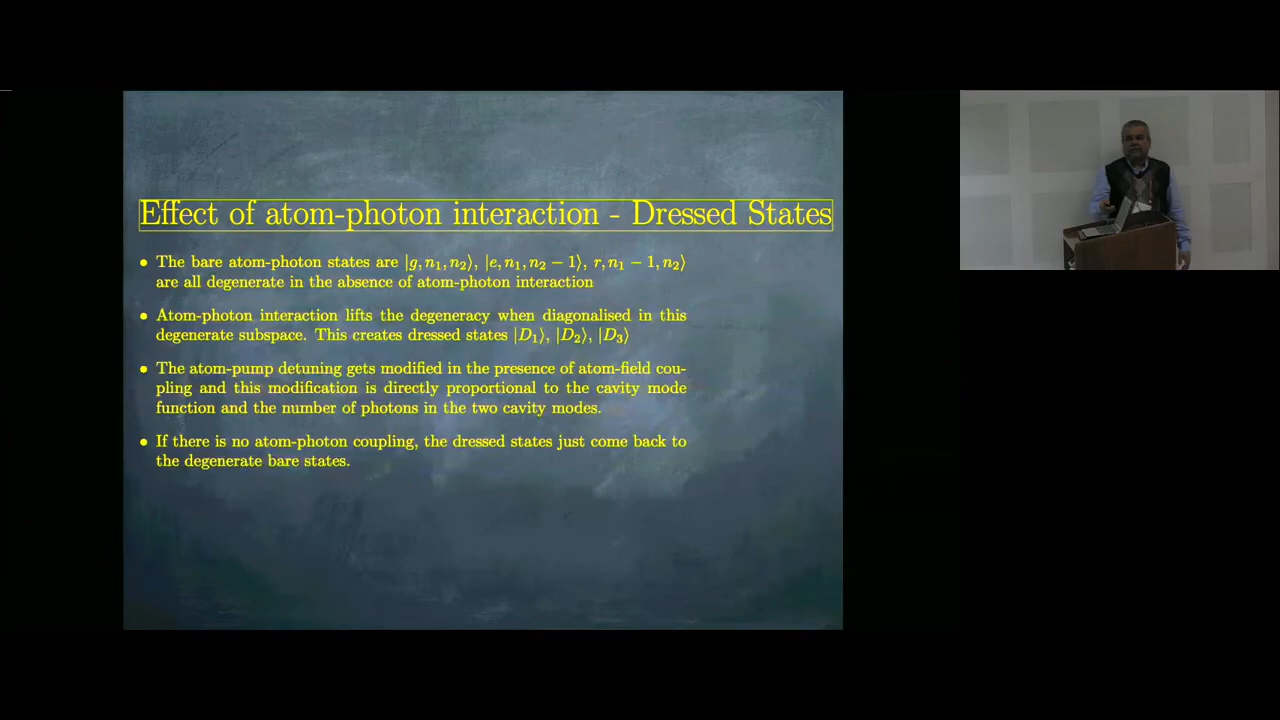 Effect of atom-photon interaction - Dressed States
• The bare atom-photon states are |g, n₁, n₂⟩, |e, n₁, n₂ − 1⟩, r, n₁ − 1, n₂⟩
are all degenerate in the absence of atom-photon interaction
• Atom-photon interaction lifts the degeneracy when diagonalised in this
degenerate subspace. This creates dressed states |D₁⟩, |D₂⟩, |D₃⟩
• The atom-pump detuning gets modified in the presence of atom-field cou-
pling and this modification is directly proportional to the cavity mode
function and the number of photons in the two cavity modes.
• If there is no atom-photon coupling, the dressed states just come back to
the degenerate bare states.